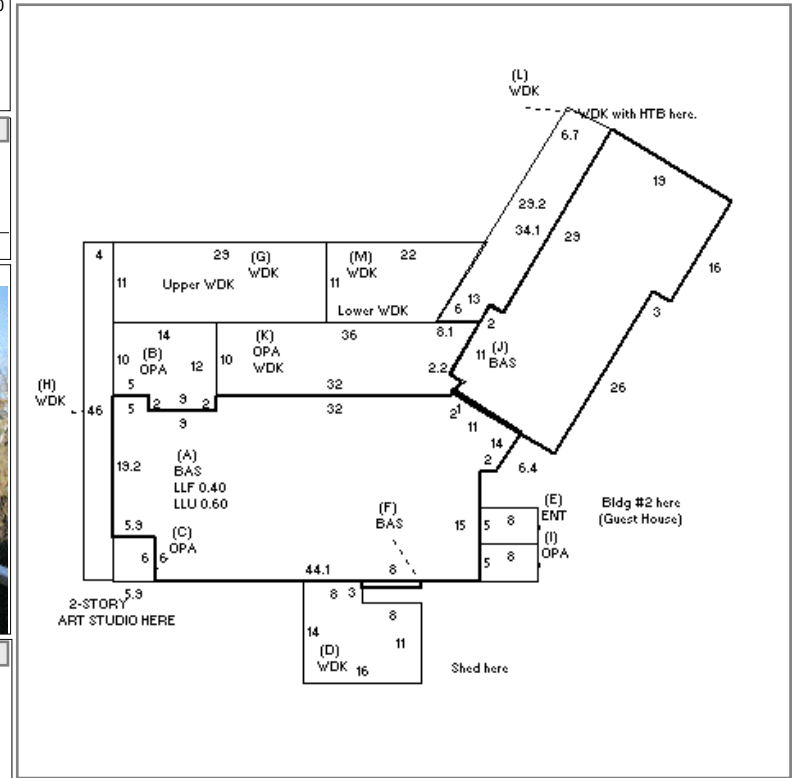 (L)
WDK
WDK with HTB here.
6.7
19
29.2
34.1
29
16
4
29
(G)
WDK
(M)
WDK
22
11
Upper WDK
11
Lower WDK
6
13
2
3
14
(B)
OPA
10
12
10
(K)
OPA
WDK
36
8.1
11
(J)
BAS
2.2
26
5
9
2
2
32
(H)
WDK
46
5
9
32
2
1
11
14
2
6.4
19.2
(A)
BAS
LLF 0.40
LLU 0.60
(F)
BAS
15
5
8
(E)
ENT
Bldg #2 here
(Guest House)
5.9
(C)
OPA
6
6
5
8
(I)
OPA
44.1
8
5.9
2-STORY
ART STUDIO HERE
8
3
8
14
11
(D)
WDK
16
Shed here